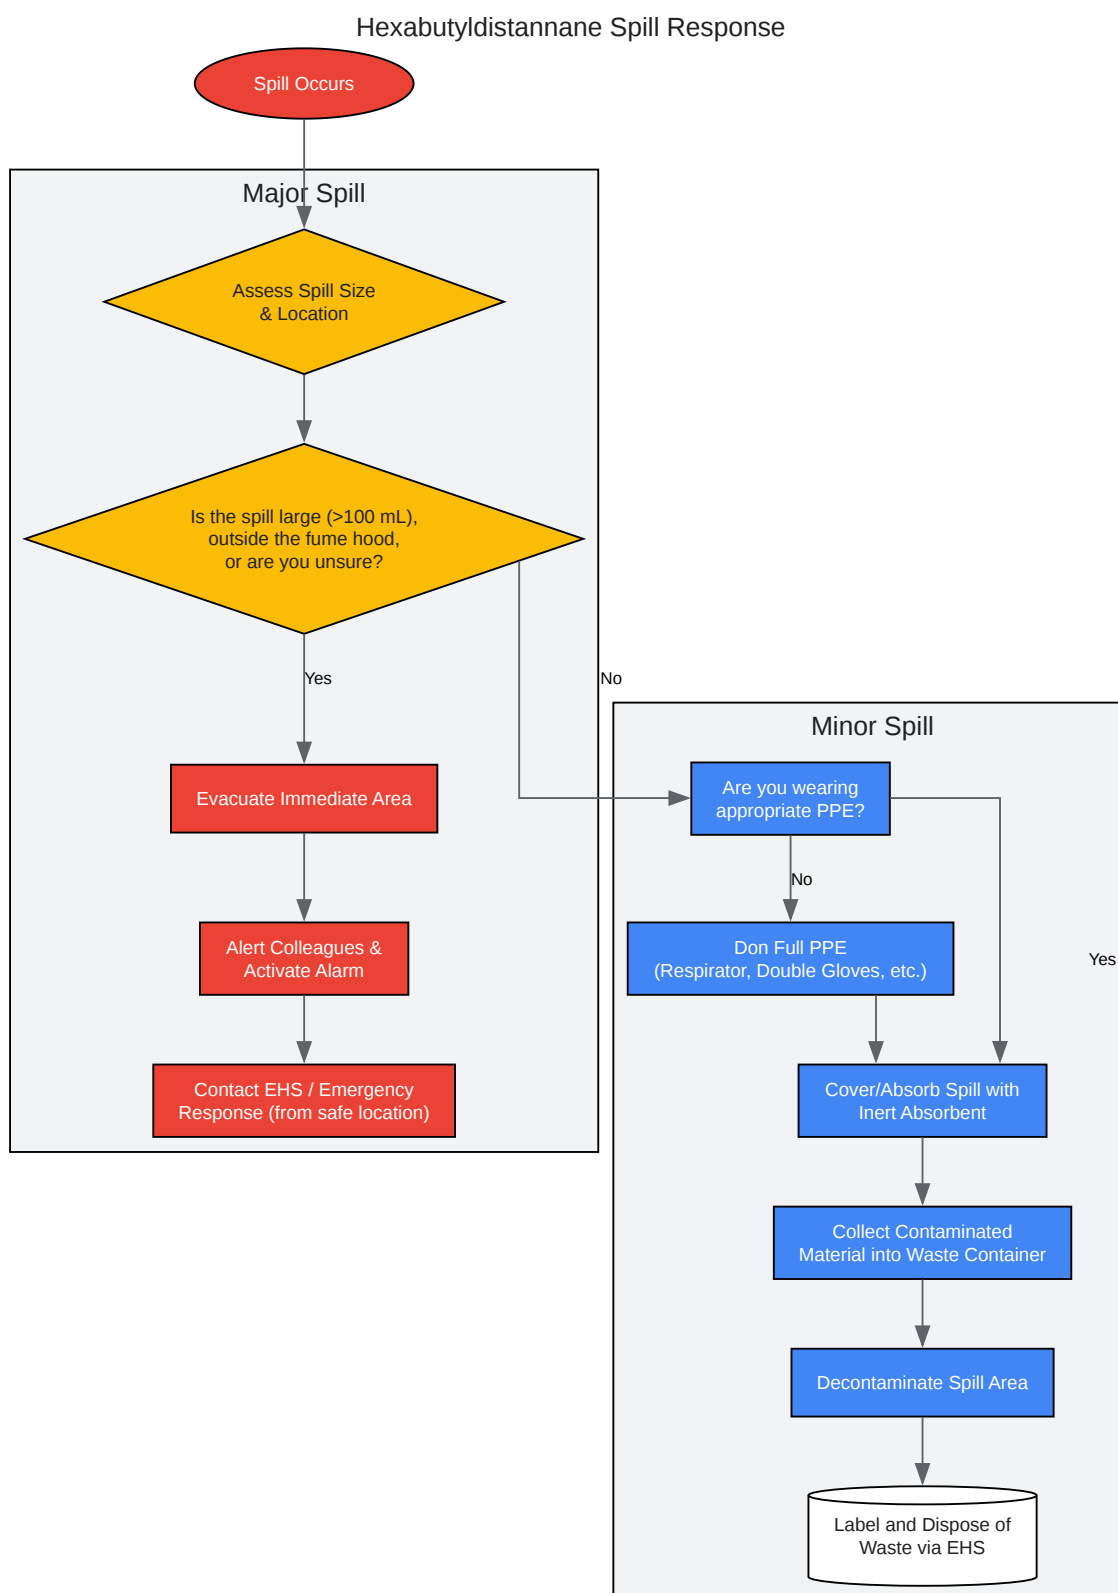 Hexabutyldistannane Spill Response
Spill Occurs
Major Spill
Assess Spill Size
& Location
Is the spill large (>100 mL),
outside the fume hood,
or are you unsure?
Yes
No
Evacuate Immediate Area
Alert Colleagues &
Activate Alarm
Contact EHS / Emergency
Response (from safe location)
Minor Spill
Are you wearing
appropriate PPE?
No
Yes
Don Full PPE
(Respirator, Double Gloves, etc.)
Cover/Absorb Spill with
Inert Absorbent
Collect Contaminated
Material into Waste Container
Decontaminate Spill Area
Label and Dispose of
Waste via EHS